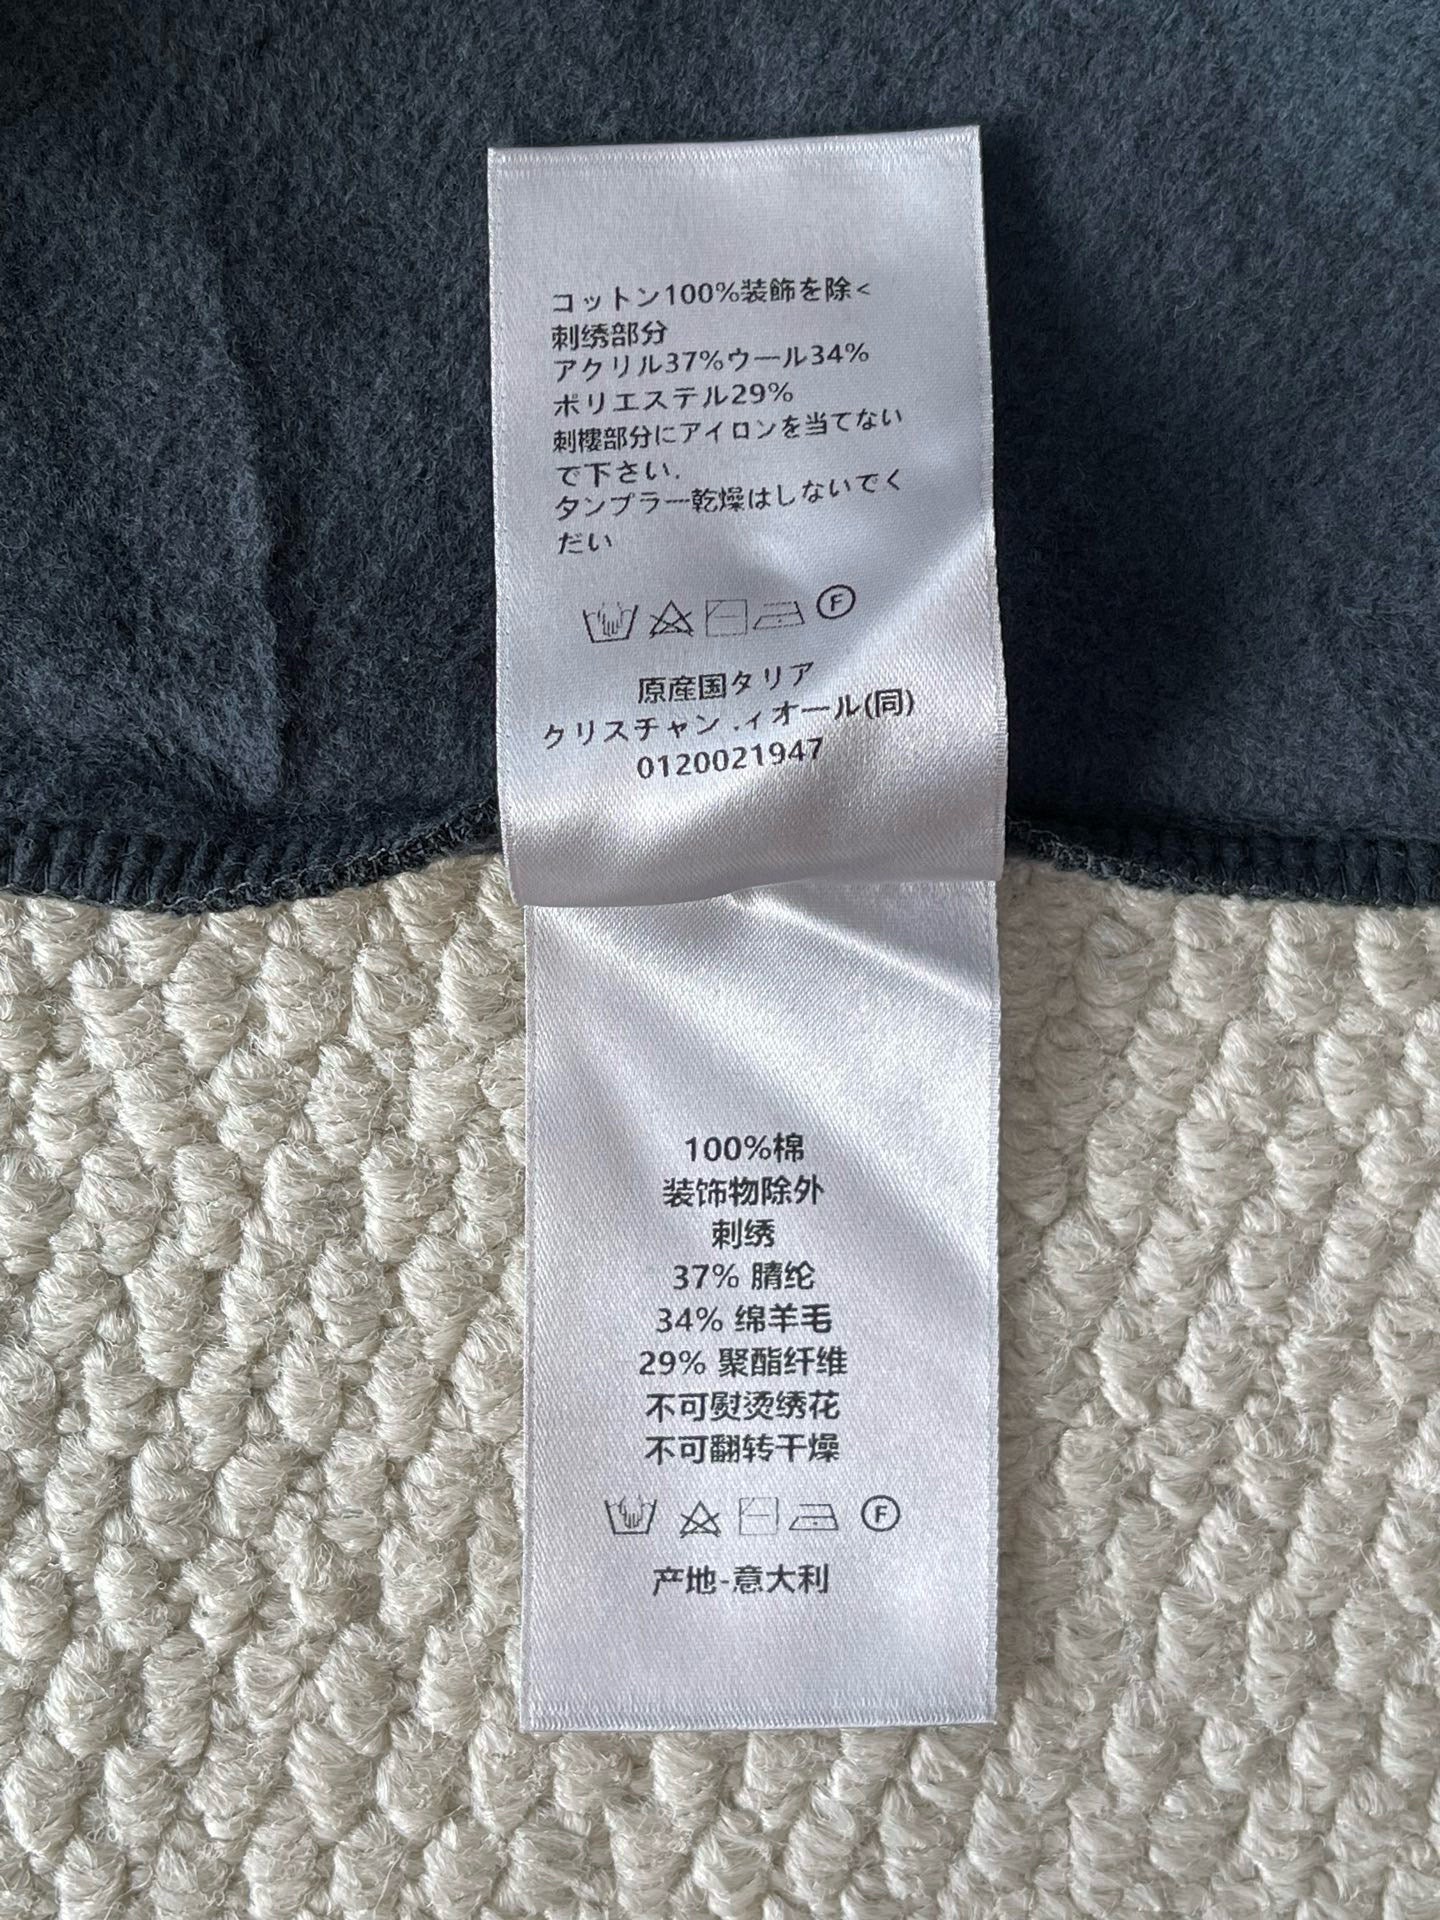 コットン100%装飾を除<
刺绣部分
アクリル37%ウール34%
ポリエステル29%
刺樓部分にアイロンを当てない
で下さい.
タンプラー乾燥はしないでく
だい
F
原産国タリア
クリスチャン .ィオール(同)
0120021947
100%棉
装饰物除外
刺绣
37% 腈纶
34% 绵羊毛
29% 聚酯纤维
不可熨烫绣花
不可翻转干燥
F
产地-意大利